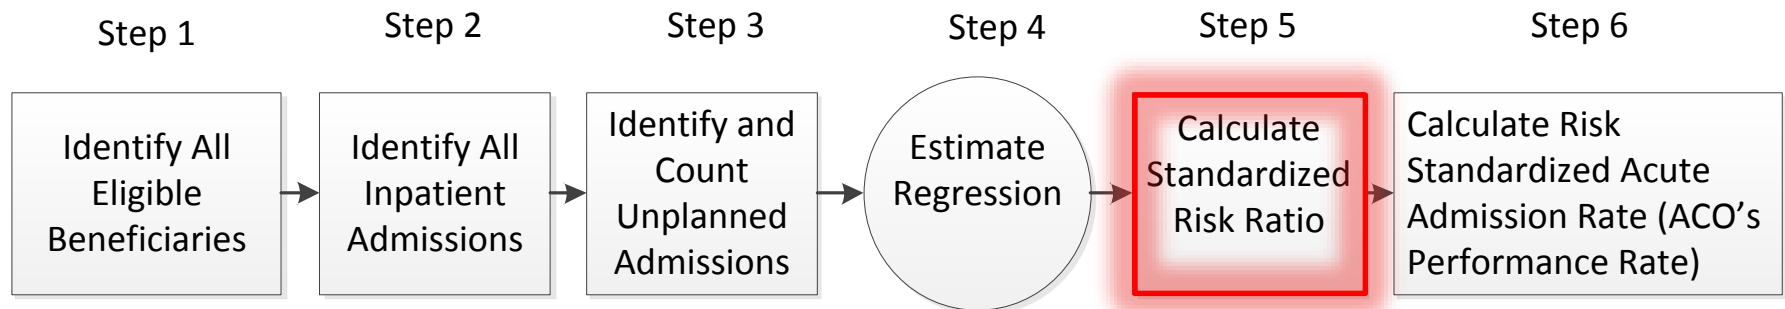 Step 1
Step 2
Step 3
Step 4
Step 5
Step 6
Identify All
Eligible
Beneficiaries
Identify All
Inpatient
Admissions
Identify and
Count
Unplanned
Admissions
Estimate
Regression
Calculate
Standardized
Risk Ratio
Calculate Risk
Standardized Acute
Admission Rate (ACO’s
Performance Rate)